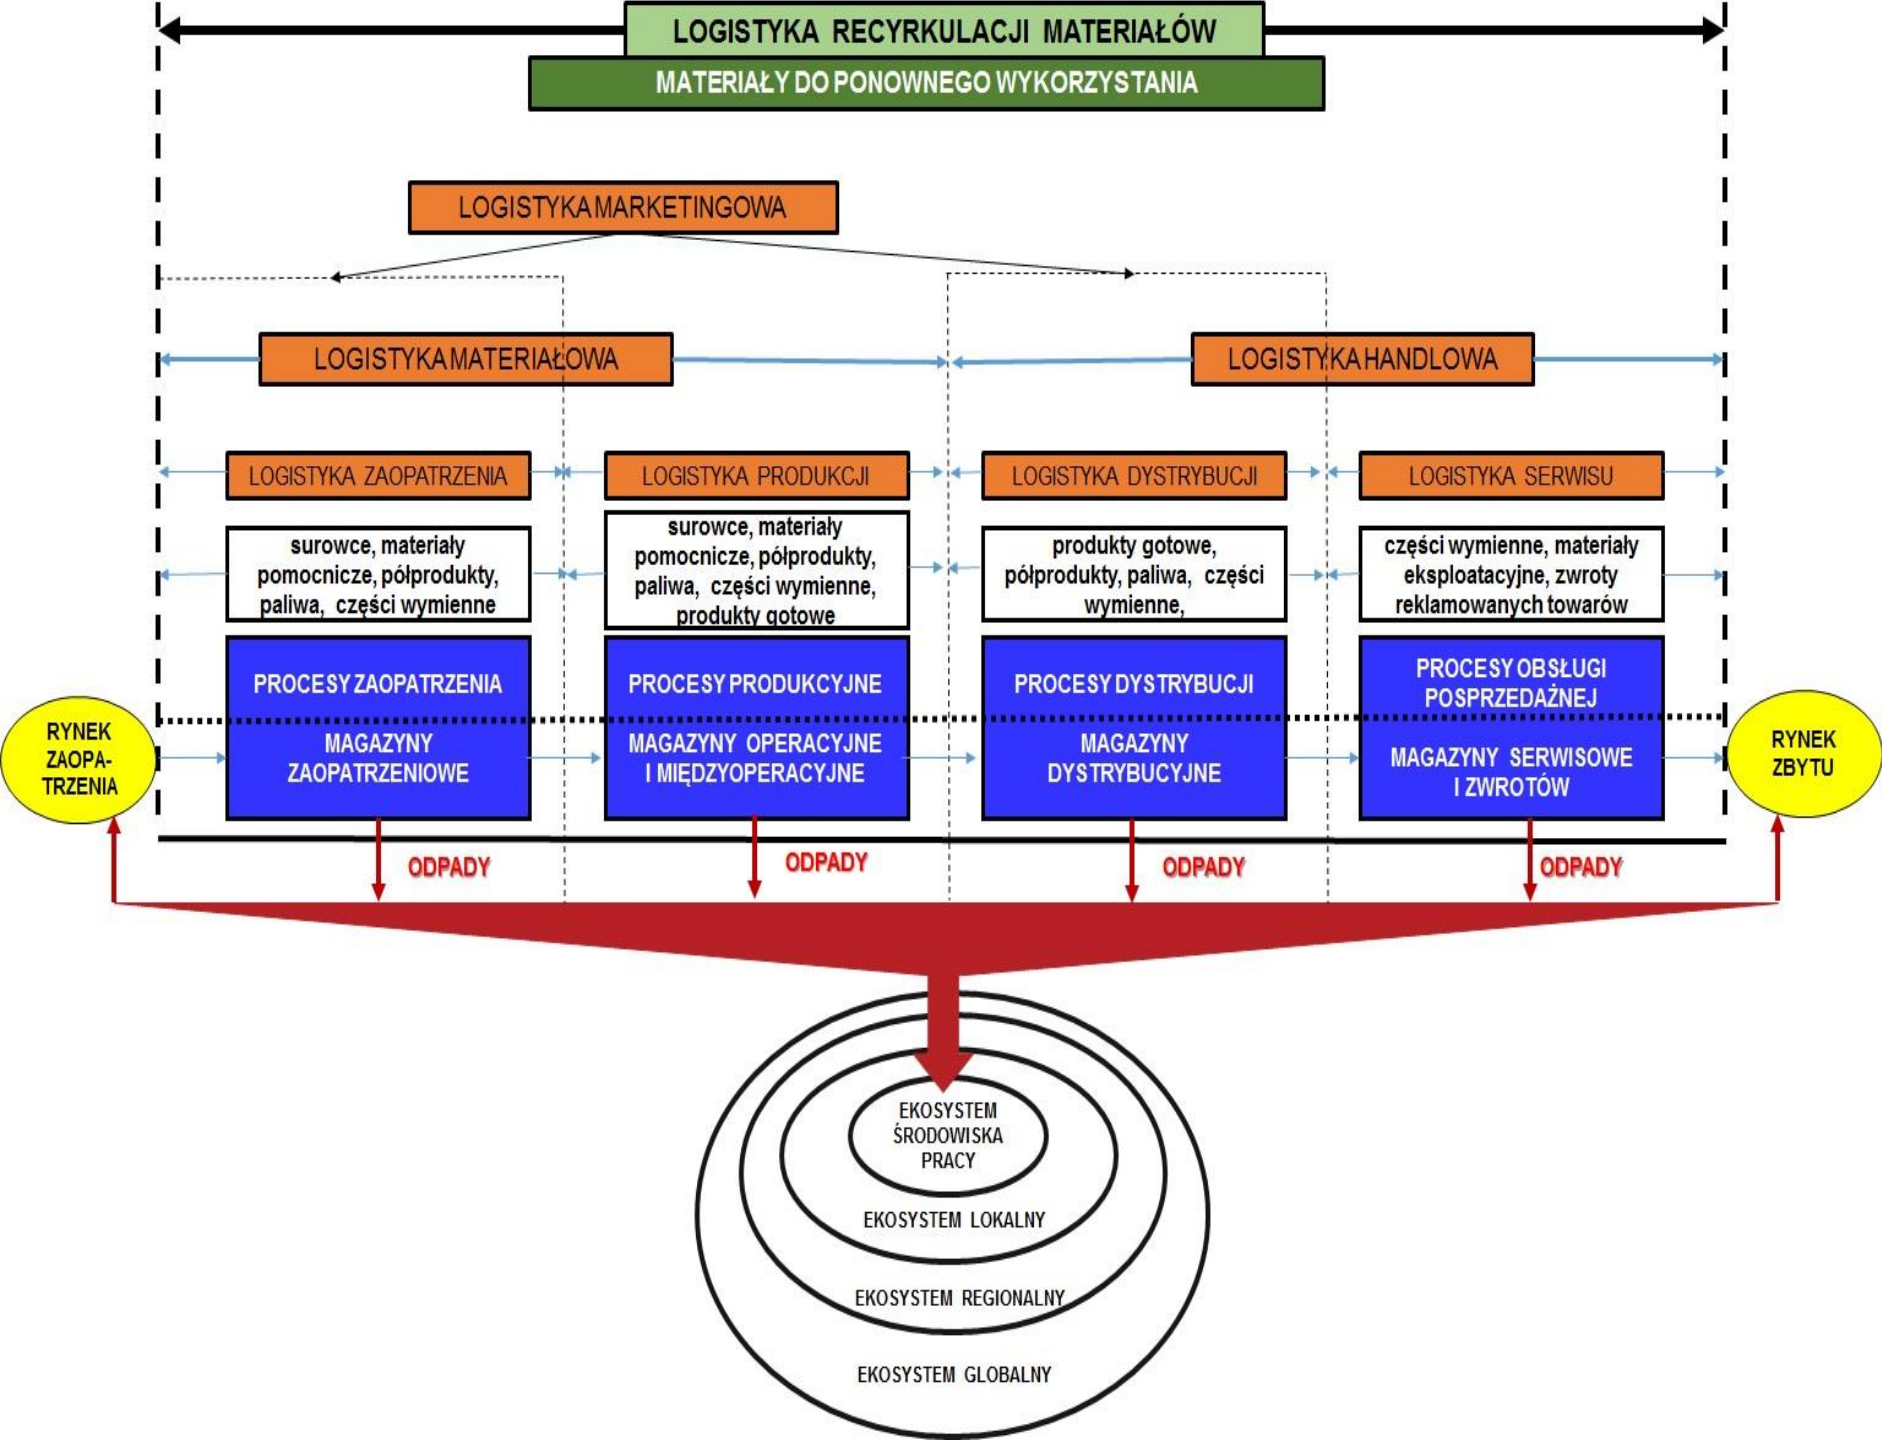 LOGISTYKA RECYRKULACJI MATERIAŁÓW
MATERIAŁY DO PONOWNEGO WYKORZYSTANIA
LOGISTYKA MARKETINGOWA
LOGISTYKA MATERIAŁOWA
LOGISTYKA HANDLOWA
LOGISTYKA ZAOPATRZENIA
LOGISTYKA PRODUKCJI
LOGISTYKA DYSTRYBUCJI
LOGISTYKA SERWISU
surowce, materiały
pomocnicze, półprodukty,
paliwa, części wymienne
surowce, materiały
pomocnicze, półprodukty,
paliwa, części wymienne,
produkty gotowe
produkty gotowe,
półprodukty, paliwa, części
wymienne,
części wymienne, materiały
eksploatacyjne, zwroty
reklamowanych towarów
PROCESY ZAOPATRZENIA
MAGAZYNY
ZAOPATRZENIOWE
PROCESY PRODUKCYJNE
MAGAZYNY OPERACYJNE
I MIĘDZYOPERACYJNE
PROCESY DYSTRYBUCJI
MAGAZYNY
DYSTRYBUCYJNE
PROCESY OBSŁUGI
POSPRZEDAŻNEJ
MAGAZYNY SERWISOWE
I ZWROTÓW
RYNEK
ZAOPA-
TRZENIA
RYNEK
ZBYTU
ODPADY
ODPADY
ODPADY
ODPADY
EKOSYSTEM
ŚRODOWISKA
PRACY
EKOSYSTEM LOKALNY
EKOSYSTEM REGIONALNY
EKOSYSTEM GLOBALNY